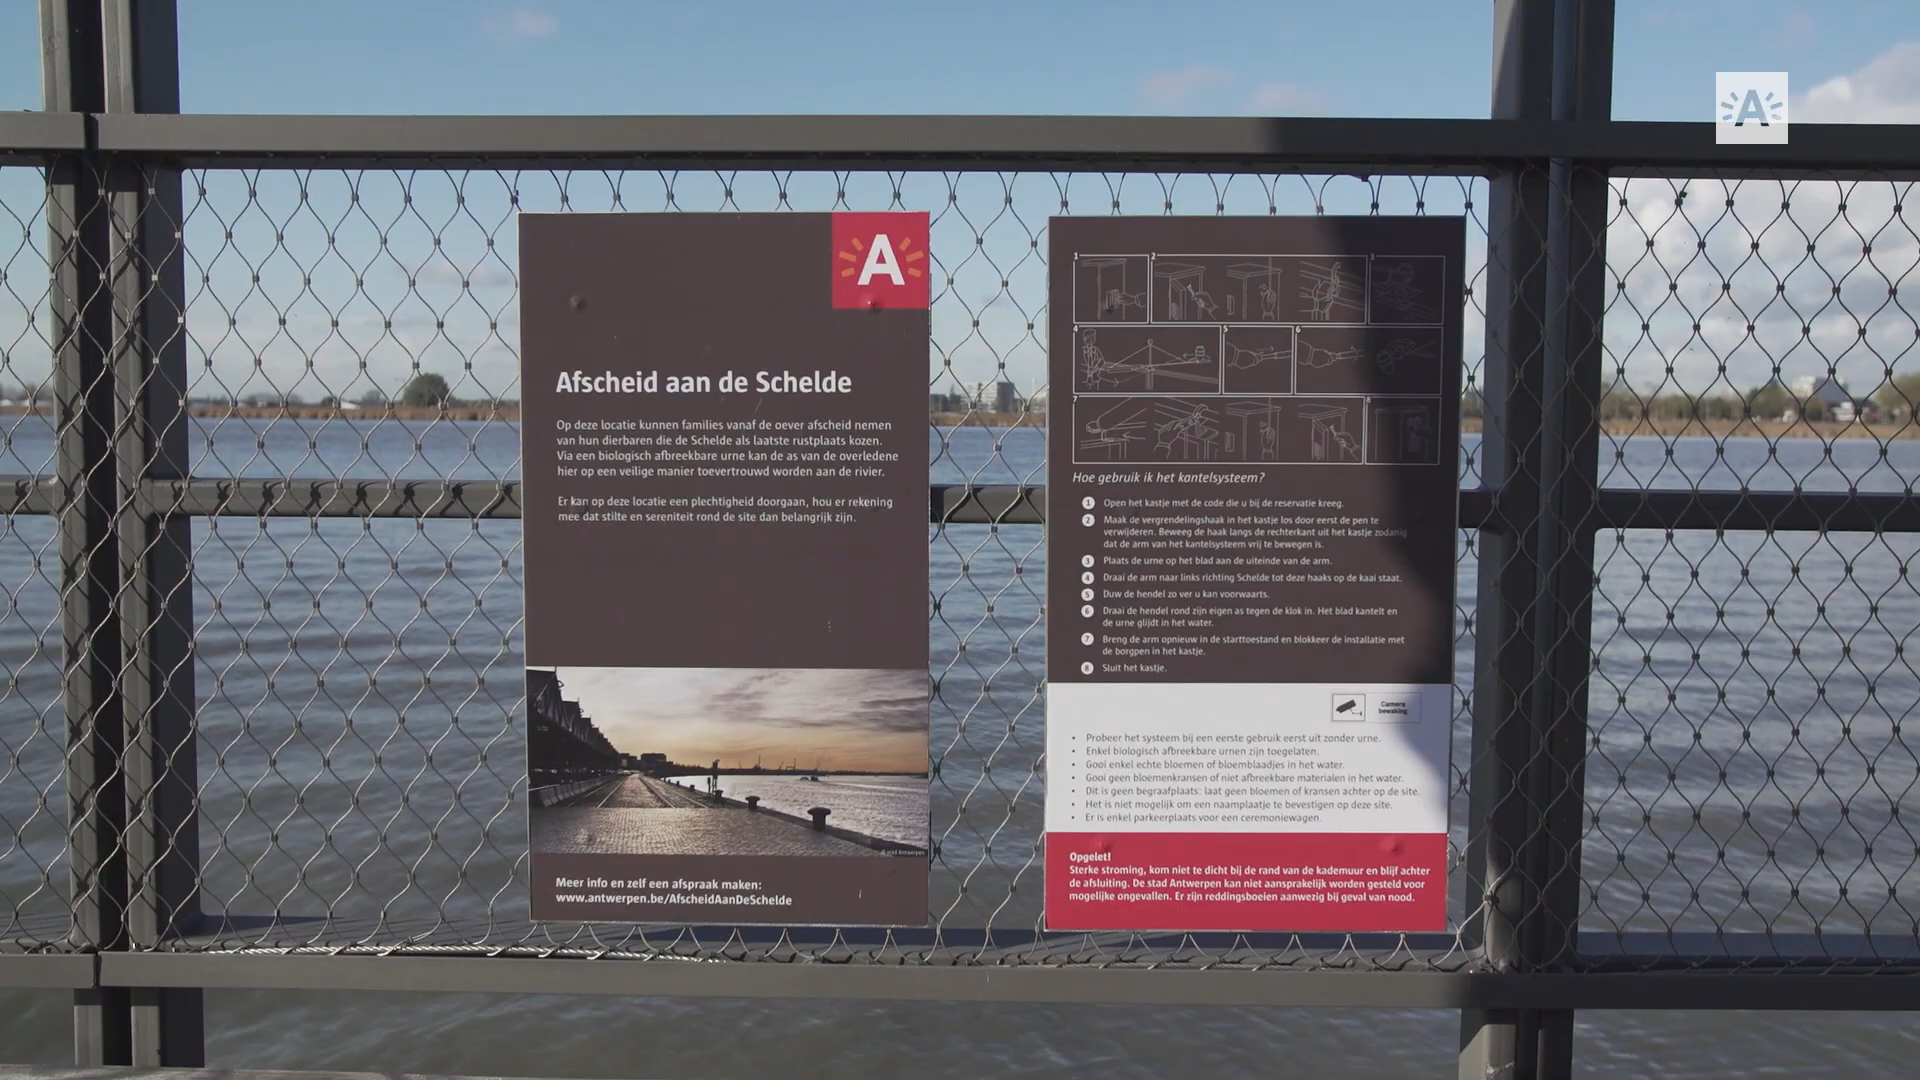 A
A
Afscheid aan de Schelde
Op deze locatie kunnen families vanaf de oever afscheid nemen
van hun dierbaren die de Schelde als laatste rustplaats kozen.
Via een biologisch afbreekbare urne kan de as van de overledene
hier op een veilige manier toevertrouwd worden aan de rivier.
Er kan op deze locatie een plechtigheid doorgaan, hou er rekening
mee dat stilte en sereniteit rond de site dan belangrijk zijn.
© stad Antwerpen
Meer info en zelf een afspraak maken:
www.antwerpen.be/AfscheidAanDeSchelde
1 2 3
4 5 6
7 8
Hoe gebruik ik het kantelsysteem?
1 Open het kastje met de code die u bij de reservatie kreeg.
2 Maak de vergrendelingshaak in het kastje los door eerst de pen te
verwijderen. Beweeg de haak langs de rechterkant uit het kastje zodanig
dat de arm van het kantelsysteem vrij te bewegen is.
3 Plaats de urne op het blad aan de uiteinde van de arm.
4 Draai de arm naar links richting Schelde tot deze haaks op de kaai staat.
5 Duw de hendel zo ver u kan voorwaarts.
6 Draai de hendel rond zijn eigen as tegen de klok in. Het blad kantelt en
de urne glijdt in het water.
7 Breng de arm opnieuw in de starttoestand en blokkeer de installatie met
de borgpen in het kastje.
8 Sluit het kastje.
Camera
bewaking
• Probeer het systeem bij een eerste gebruik eerst uit zonder urne.
• Enkel biologisch afbreekbare urnen zijn toegelaten.
• Gooi enkel echte bloemen of bloemblaadjes in het water.
• Gooi geen bloemenkransen of niet afbreekbare materialen in het water.
• Dit is geen begraafplaats: laat geen bloemen of kransen achter op de site.
• Het is niet mogelijk om een naamplaatje te bevestigen op deze site.
• Er is enkel parkeerplaats voor een ceremoniewagen.
Opgelet!
Sterke stroming, kom niet te dicht bij de rand van de kademuur en blijf achter
de afsluiting. De stad Antwerpen kan niet aansprakelijk worden gesteld voor
mogelijke ongevallen. Er zijn reddingsboeien aanwezig bij geval van nood.